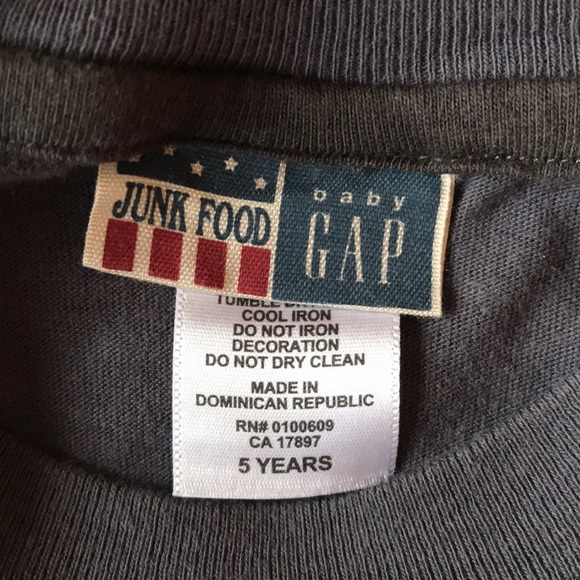 JUNK FOOD
baby
GAP
TUMBLE
COOL IRON
DO NOT IRON
DECORATION
DO NOT DRY CLEAN
MADE IN
DOMINICAN REPUBLIC
RN# 0100609
CA 17897
5 YEARS